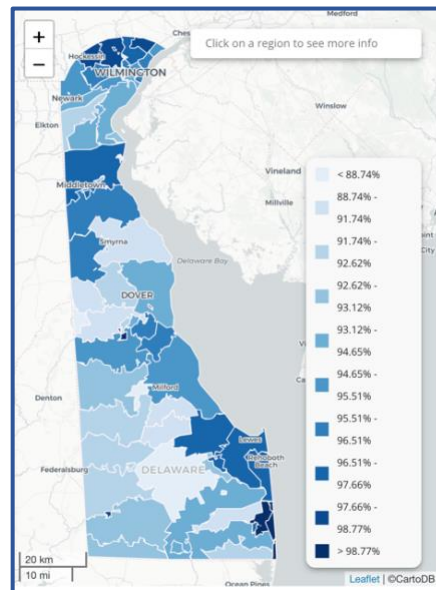 Medford
+
−
Click on a region to see more info
Ches
Hockessin
WILMINGTON
Newark
Elkton
Winslow
Middletown
Vineland
Millville
Smyrna
Delaware Bay
DOVER
Denton
Milford
Lewes
Rehoboth
Beach
Federalsburg
DELAWARE
< 88.74%
88.74% -
91.74%
91.74% -
92.62%
92.62% -
93.12%
93.12% -
94.65%
94.65% -
95.51%
95.51% -
96.51%
96.51% -
97.66%
97.66% -
98.77%
> 98.77%
City
20 km
10 mi
Ocean Pines
Leaflet | ©CartoDB